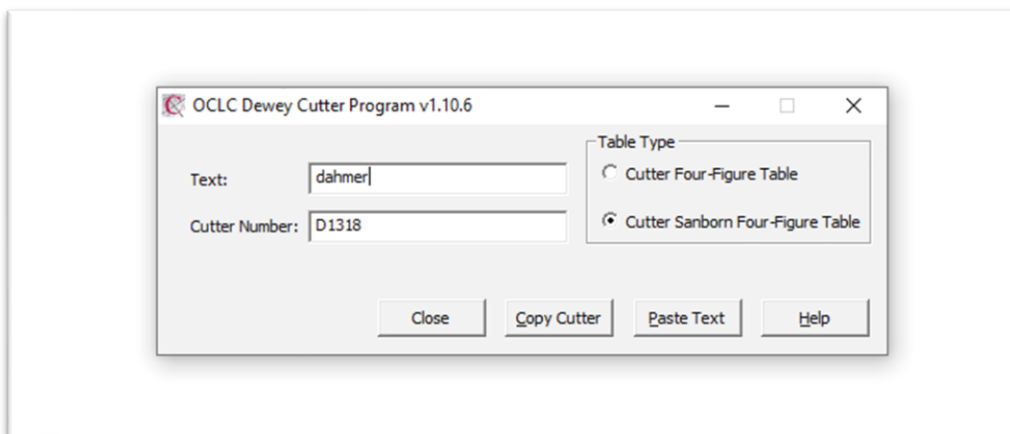 OCLC Dewey Cutter Program v1.10.6
Table Type
Text: dahmer
Cutter Four-Figure Table
Cutter Number: D1318
Cutter Sanborn Four-Figure Table
Close Copy Cutter Paste Text Help